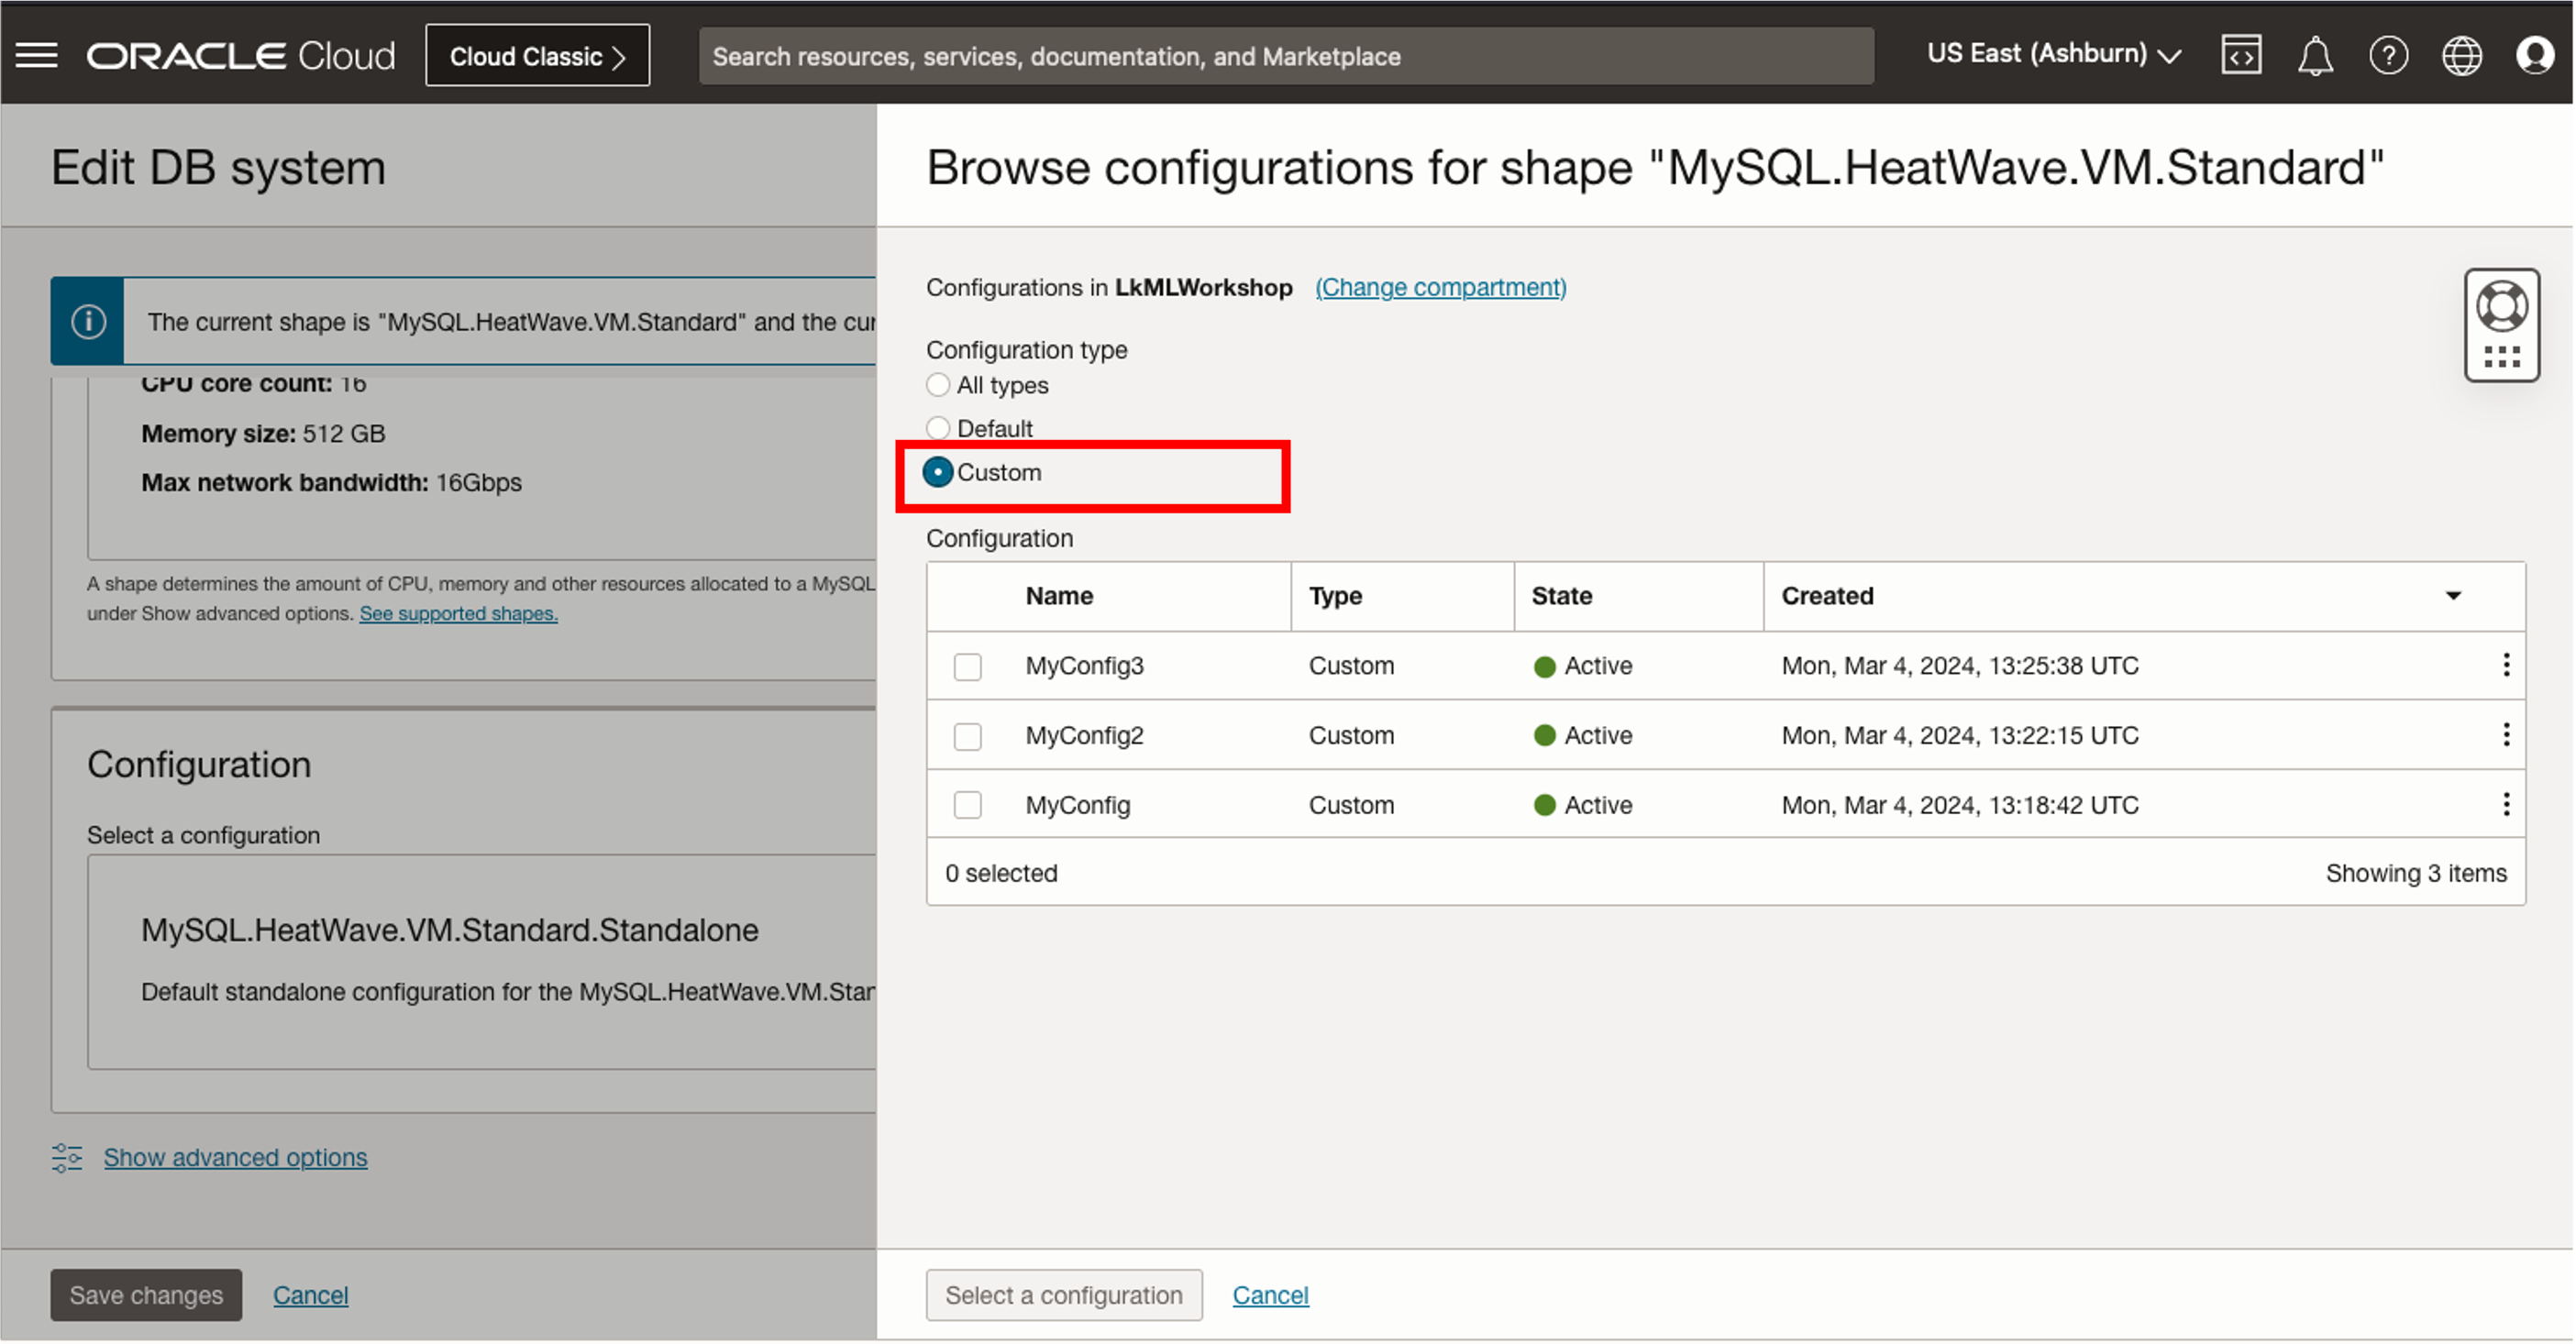 ORACLE Cloud
Cloud Classic >
Search resources, services, documentation, and Marketplace
US East (Ashburn)
Edit DB system
The current shape is "MySQL.HeatWave.VM.Standard" and the cur
CPU core count: 16
Memory size: 512 GB
Max network bandwidth: 16Gbps
A shape determines the amount of CPU, memory and other resources allocated to a MySQL
under Show advanced options. See supported shapes.
Configuration
Select a configuration
MySQL.HeatWave.VM.Standard.Standalone
Default standalone configuration for the MySQL.HeatWave.VM.Stan
Show advanced options
Save changes Cancel
Browse configurations for shape "MySQL.HeatWave.VM.Standard"
Configurations in LkMLWorkshop (Change compartment)
Configuration type
All types
Default
Custom
Configuration
Name Type State Created
MyConfig3 Custom Active Mon, Mar 4, 2024, 13:25:38 UTC
MyConfig2 Custom Active Mon, Mar 4, 2024, 13:22:15 UTC
MyConfig Custom Active Mon, Mar 4, 2024, 13:18:42 UTC
0 selected Showing 3 items
Select a configuration Cancel